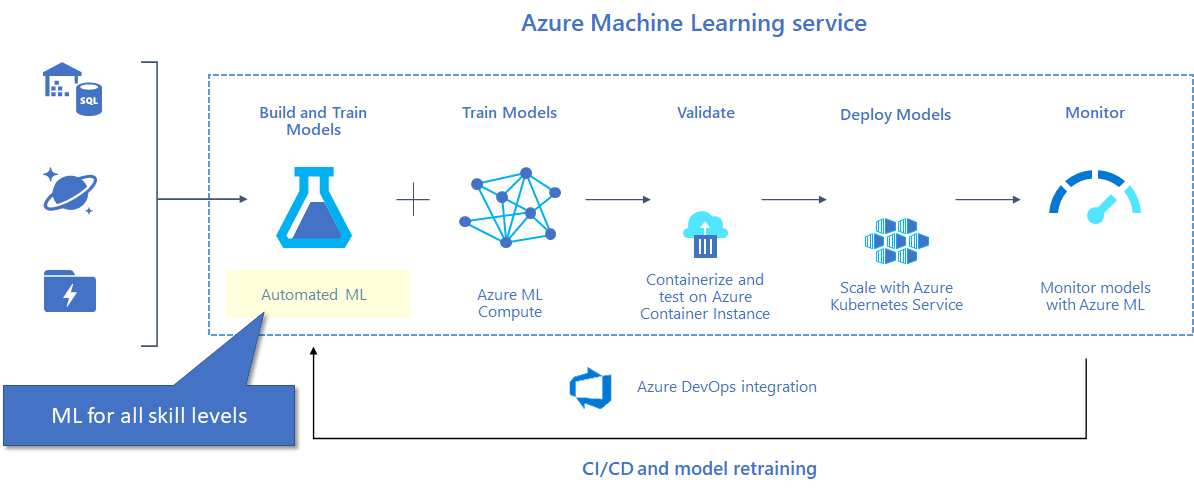 Azure Machine Learning service
SQL
Build and Train
Models
Automated ML
Train Models
Azure ML
Compute
Validate
Containerize and
test on Azure
Container Instance
Deploy Models
Scale with Azure
Kubernetes Service
Monitor
Monitor models
with Azure ML
ML for all skill levels
Azure DevOps integration
CI/CD and model retraining